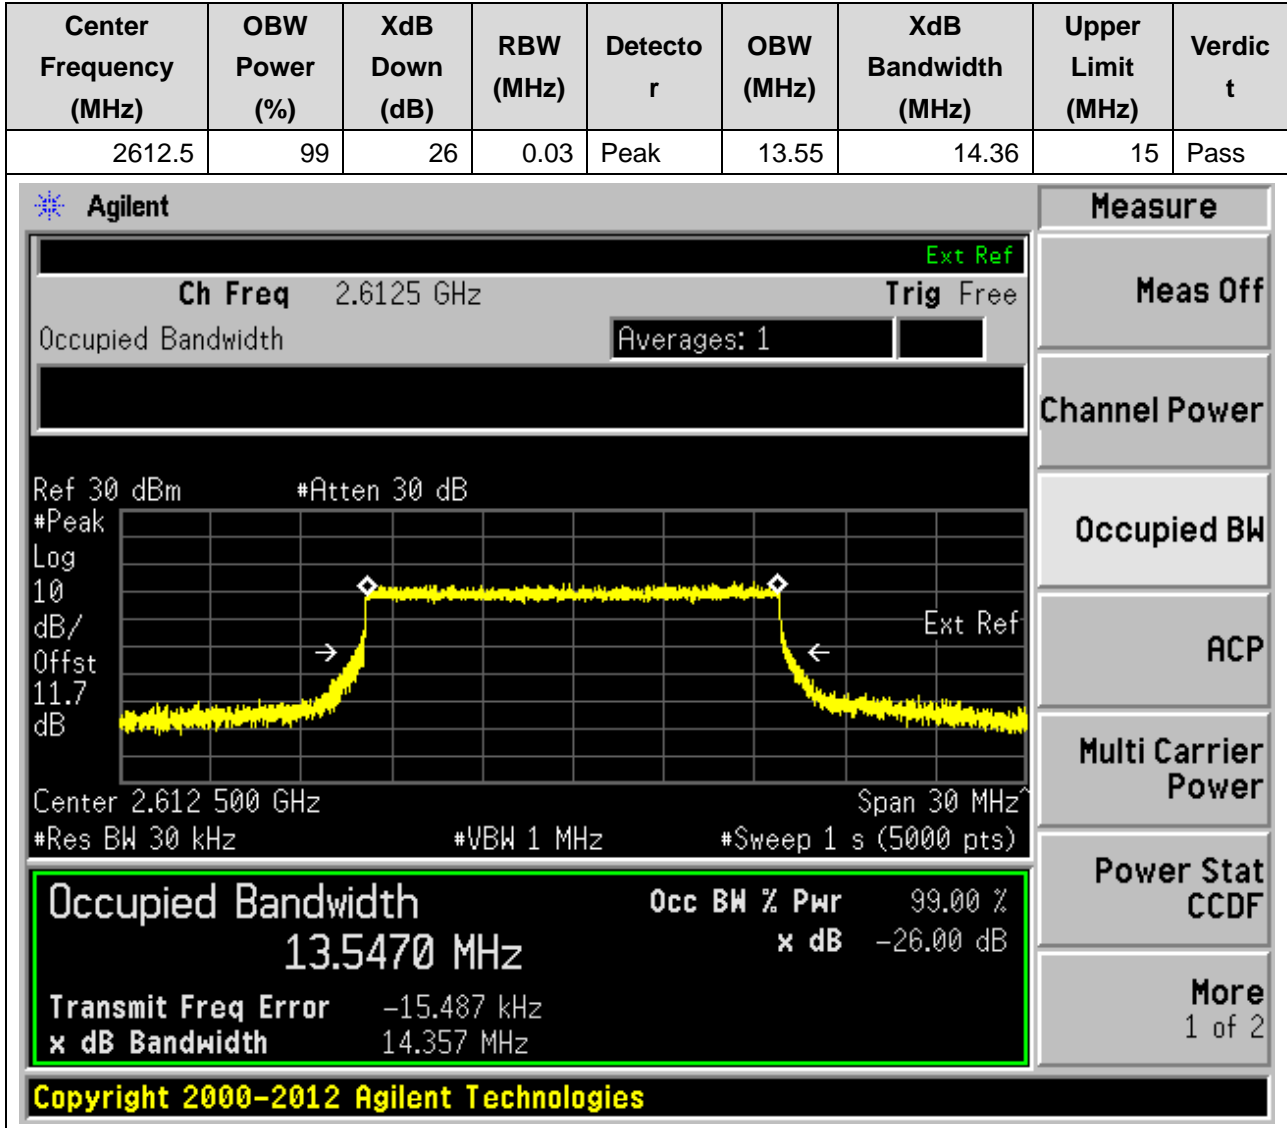 Center Frequency (MHz) OBW Power (%) XdB Down (dB) RBW (MHz) Detector OBW (MHz) XdB Bandwidth (MHz) Upper Limit (MHz) Verdict
2612.5 99 26 0.03 Peak 13.55 14.36 15 Pass
Agilent
Measure
Ext Ref
Ch Freq 2.6125 GHz Trig Free
Meas Off
Occupied Bandwidth Averages: 1
Channel Power
Ref 30 dBm #Atten 30 dB
#Peak
Log
10
dB/
Offst
11.7
dB
Ext Ref
Occupied BW
ACP
Center 2.612 500 GHz Span 30 MHz^
#Res BW 30 kHz #VBW 1 MHz #Sweep 1 s (5000 pts)
Multi Carrier
Power
Occupied Bandwidth
13.5470 MHz
Occ BW % Pwr 99.00 %
x dB -26.00 dB
Transmit Freq Error -15.487 kHz
x dB Bandwidth 14.357 MHz
Power Stat
CCDF
More
1 of 2
Copyright 2000-2012 Agilent Technologies